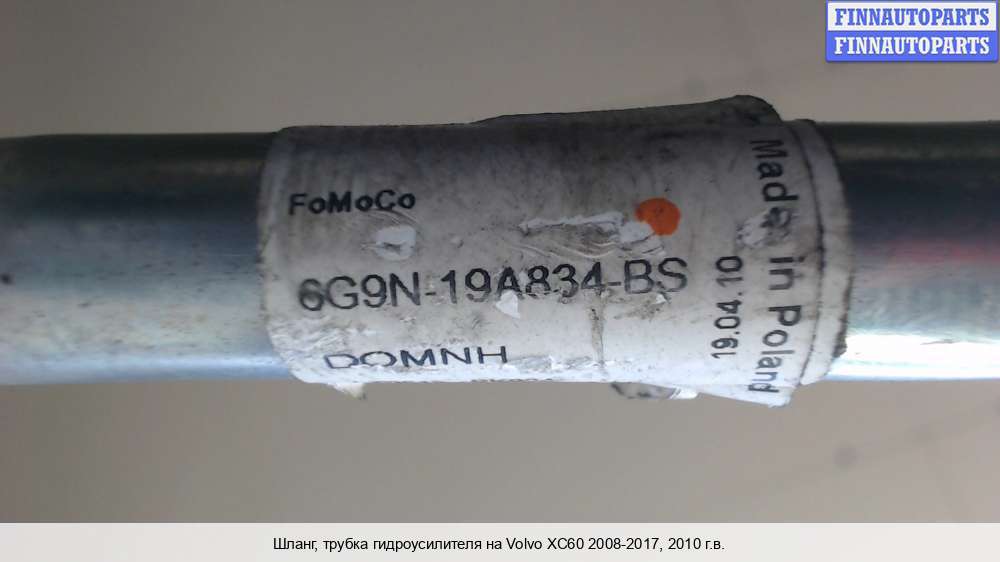 FINNAUTOPARTS
FINNAUTOPARTS
FoMoCo
6G9N-19A834-BS
DOMNH
19.04.10
Made in Poland
Шланг, трубка гидроусилителя на Volvo XC60 2008-2017, 2010 г.в.